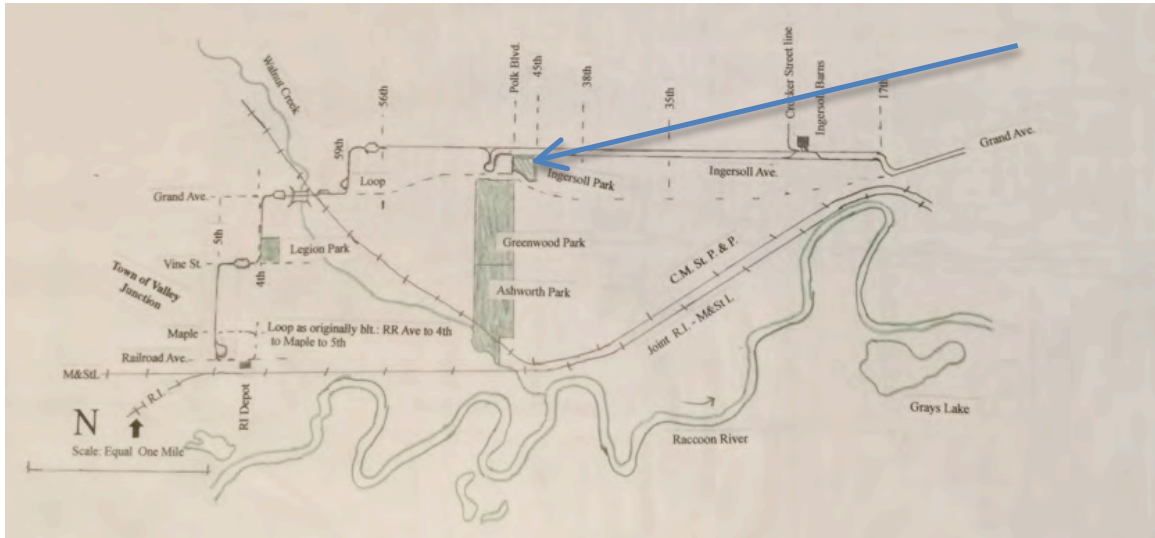 Walnut Creek
56th
Polk Blvd.
45th
38th
35th
Crocker Street line
Ingersoll Barns
17th
Grand Ave.
59th
Loop
Ingersoll Park
Ingersoll Ave.
Grand Ave.
5th
Legion Park
Greenwood Park
C.M. St. P. & P.
Vine St.
4th
Town of Valley
Junction
Ashworth Park
Joint R.I. - M&St L
Maple
Loop as originally blt.: RR Ave to 4th
to Maple to 5th
Railroad Ave.
M&StL
R.I.
RI Depot
Grays Lake
N
Raccoon River
Scale: Equal One Mile